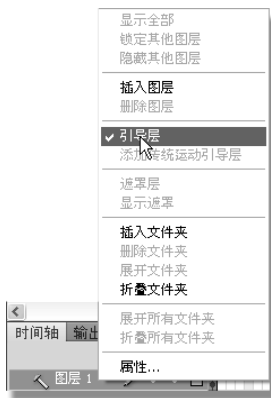 显示全部
锁定其他图层
隐藏其他图层
插入图层
删除图层
引导层
添加传统运动引导层
遮罩层
显示遮罩
插入文件夹
删除文件夹
展开文件夹
折叠文件夹
展开所有文件夹
折叠所有文件夹
属性...
时间轴 输出
图层 1